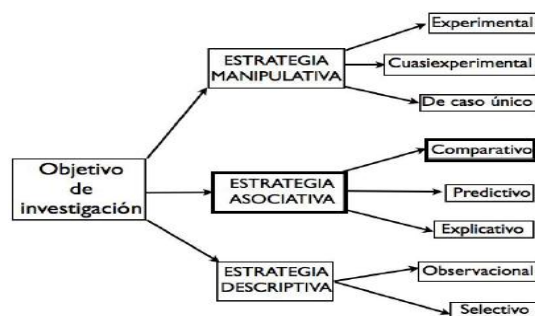 Objetivo
de
investigación
ESTRATEGIA
MANIPULATIVA
Experimental
Cuasiexperimental
De caso único
ESTRATEGIA
ASOCIATIVA
Comparativo
Predictivo
Explicativo
ESTRATEGIA
DESCRIPTIVA
Observacional
Selectivo